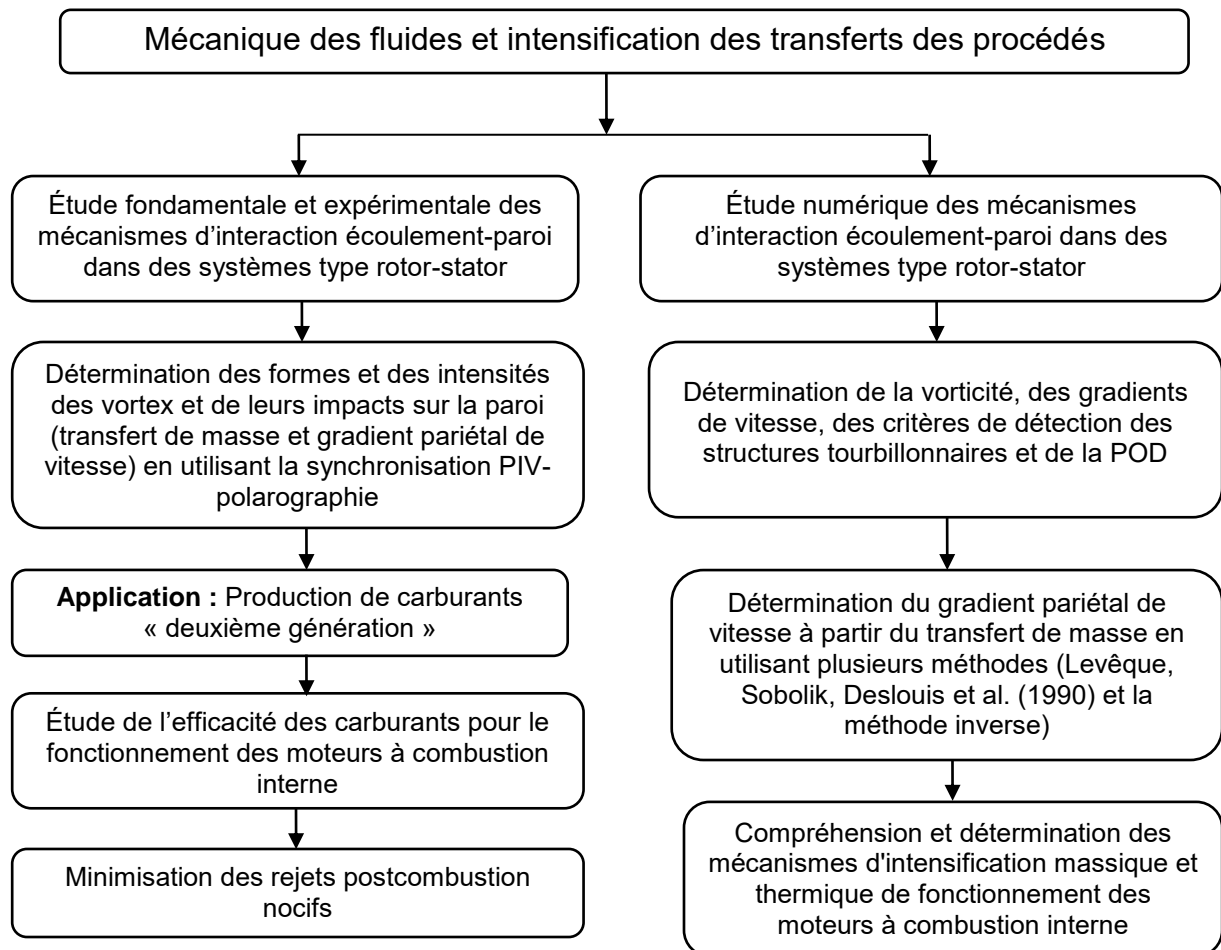 Mécanique des fluides et intensification des transferts des procédés
Étude fondamentale et expérimentale des
mécanismes d’interaction écoulement-paroi
dans des systèmes type rotor-stator
Détermination des formes et des intensités
des vortex et de leurs impacts sur la paroi
(transfert de masse et gradient pariétal de
vitesse) en utilisant la synchronisation PIV-
polarographie
Application : Production de carburants
« deuxième génération »
Étude de l’efficacité des carburants pour le
fonctionnement des moteurs à combustion
interne
Minimisation des rejets postcombustion
nocifs
Étude numérique des mécanismes
d’interaction écoulement-paroi dans des
systèmes type rotor-stator
Détermination de la vorticité, des gradients
de vitesse, des critères de détection des
structures tourbillonnaires et de la POD
Détermination du gradient pariétal de
vitesse à partir du transfert de masse en
utilisant plusieurs méthodes (Levêque,
Sobolik, Deslouis et al. (1990) et la
méthode inverse)
Compréhension et détermination des
mécanismes d'intensification massique et
thermique de fonctionnement des
moteurs à combustion interne